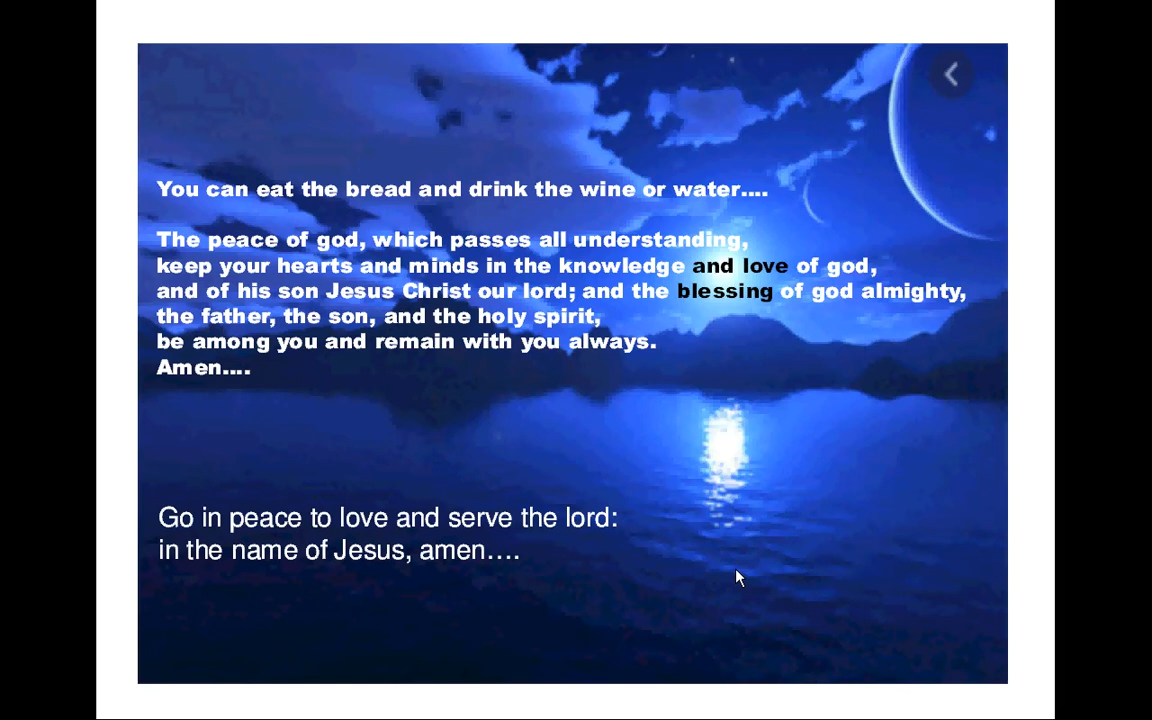 You can eat the bread and drink the wine or water....
The peace of god, which passes all understanding,
keep your hearts and minds in the knowledge and love of god,
and of his son Jesus Christ our lord; and the blessing of god almighty,
the father, the son, and the holy spirit,
be among you and remain with you always.
Amen....
Go in peace to love and serve the lord:
in the name of Jesus, amen....